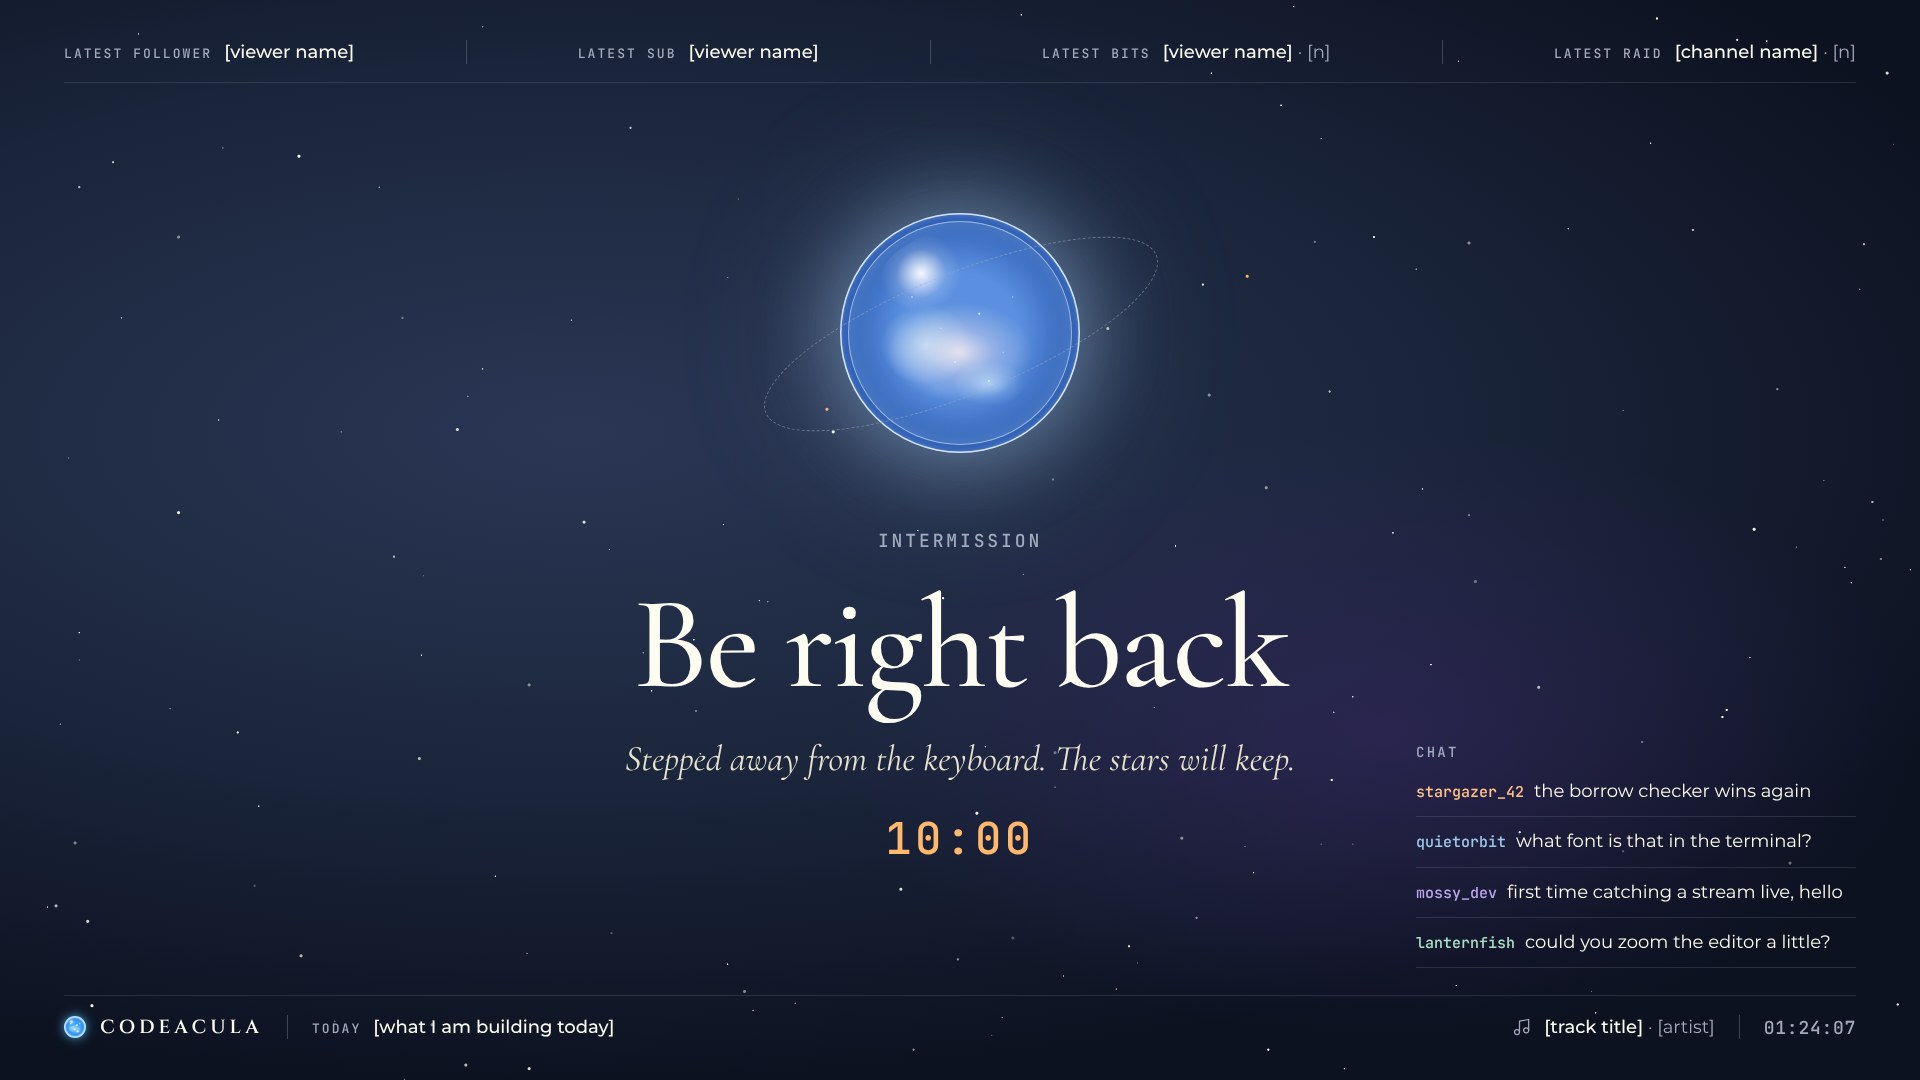 LATEST FOLLOWER [viewer name]
LATEST SUB [viewer name]
LATEST BITS [viewer name] · [n]
LATEST RAID [channel name] · [n]
INTERMISSION
Be right back
Stepped away from the keyboard. The stars will keep.
10:00
CHAT
stargazer_42 the borrow checker wins again
quietorbit what font is that in the terminal?
mossy_dev first time catching a stream live, hello
lanternfish could you zoom the editor a little?
CODEACULA
TODAY [what I am building today]
[track title] · [artist]
01:24:07